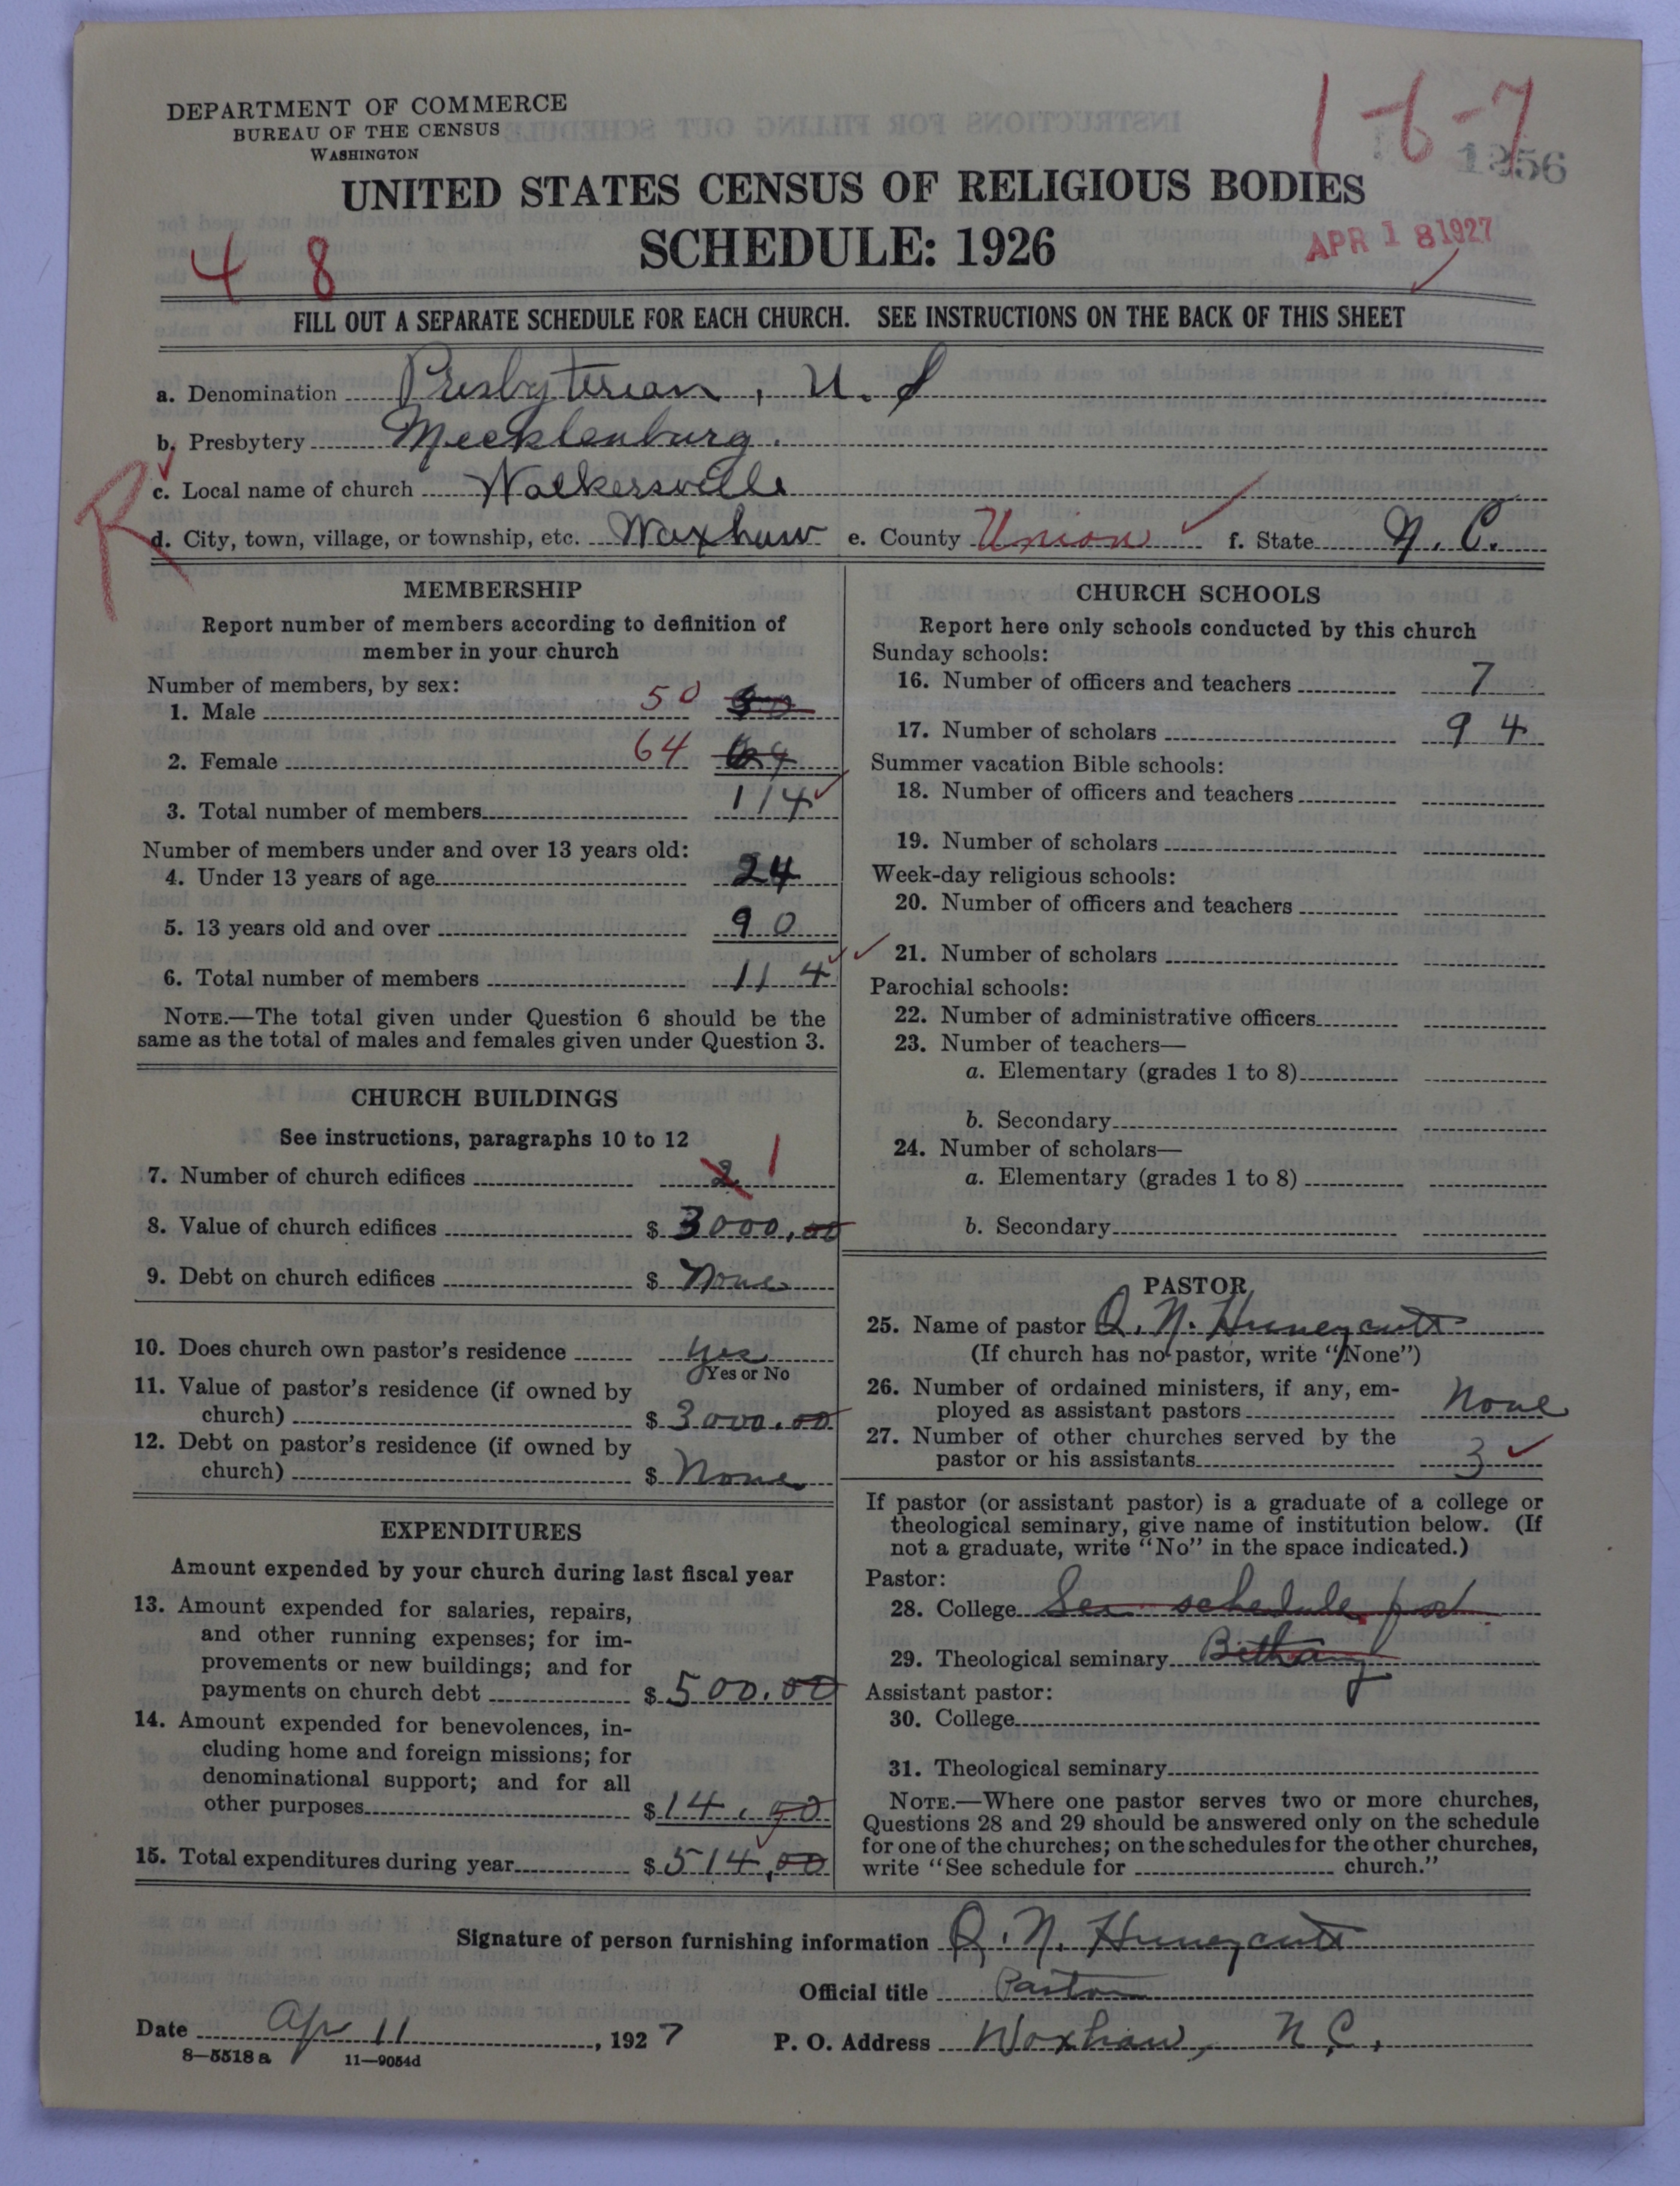 DEPARTMENT OF COMMERCE
BUREAU OF THE CENSUS
WASHINGTON
1-6-7
1956
UNITED STATES CENSUS OF RELIGIOUS BODIES
SCHEDULE: 1926
APR 18 1927
4 8
FILL OUT A SEPARATE SCHEDULE FOR EACH CHURCH. SEE INSTRUCTIONS ON THE BACK OF THIS SHEET
a. Denomination Presbyterian, U. S
b. Presbytery Mecklenburg.
R
c. Local name of church Walkersville
d. City, town, village, or township, etc. Waxhaw e. County Union f. State N. C.
MEMBERSHIP
Report number of members according to definition of
member in your church
Number of members, by sex:
1. Male 50 50
2. Female 64 64
3. Total number of members 114
Number of members under and over 13 years old:
4. Under 13 years of age 24
5. 13 years old and over 90
6. Total number of members 114
NOTE.—The total given under Question 6 should be the
same as the total of males and females given under Question 3.
CHURCH BUILDINGS
See instructions, paragraphs 10 to 12
7. Number of church edifices 2 1
8. Value of church edifices $ 3000.00
9. Debt on church edifices $ None
10. Does church own pastor's residence Yes
Yes or No
11. Value of pastor's residence (if owned by
church) $ 3000.00
12. Debt on pastor's residence (if owned by
church) $ None
EXPENDITURES
Amount expended by your church during last fiscal year
13. Amount expended for salaries, repairs,
and other running expenses; for im-
provements or new buildings; and for
payments on church debt $ 500.00
14. Amount expended for benevolences, in-
cluding home and foreign missions; for
denominational support; and for all
other purposes $ 14.00
15. Total expenditures during year $ 514.00
CHURCH SCHOOLS
Report here only schools conducted by this church
Sunday schools:
16. Number of officers and teachers 7
17. Number of scholars 94
Summer vacation Bible schools:
18. Number of officers and teachers
19. Number of scholars
Week-day religious schools:
20. Number of officers and teachers
21. Number of scholars
Parochial schools:
22. Number of administrative officers
23. Number of teachers—
a. Elementary (grades 1 to 8)
b. Secondary
24. Number of scholars—
a. Elementary (grades 1 to 8)
b. Secondary
PASTOR
25. Name of pastor Q. N. Huneycutt
(If church has no pastor, write "None")
26. Number of ordained ministers, if any, em-
ployed as assistant pastors None
27. Number of other churches served by the
pastor or his assistants 3
If pastor (or assistant pastor) is a graduate of a college or
theological seminary, give name of institution below. (If
not a graduate, write "No" in the space indicated.)
Pastor:
28. College See schedule for
29. Theological seminary Bethany
Assistant pastor:
30. College
31. Theological seminary
NOTE.—Where one pastor serves two or more churches,
Questions 28 and 29 should be answered only on the schedule
for one of the churches; on the schedules for the other churches,
write "See schedule for church."
Signature of person furnishing information Q. N. Huneycutt
Official title Pastor
Date Apr 11, 1927 P. O. Address Waxhaw, N.C.
8—5518 a 11—9054d